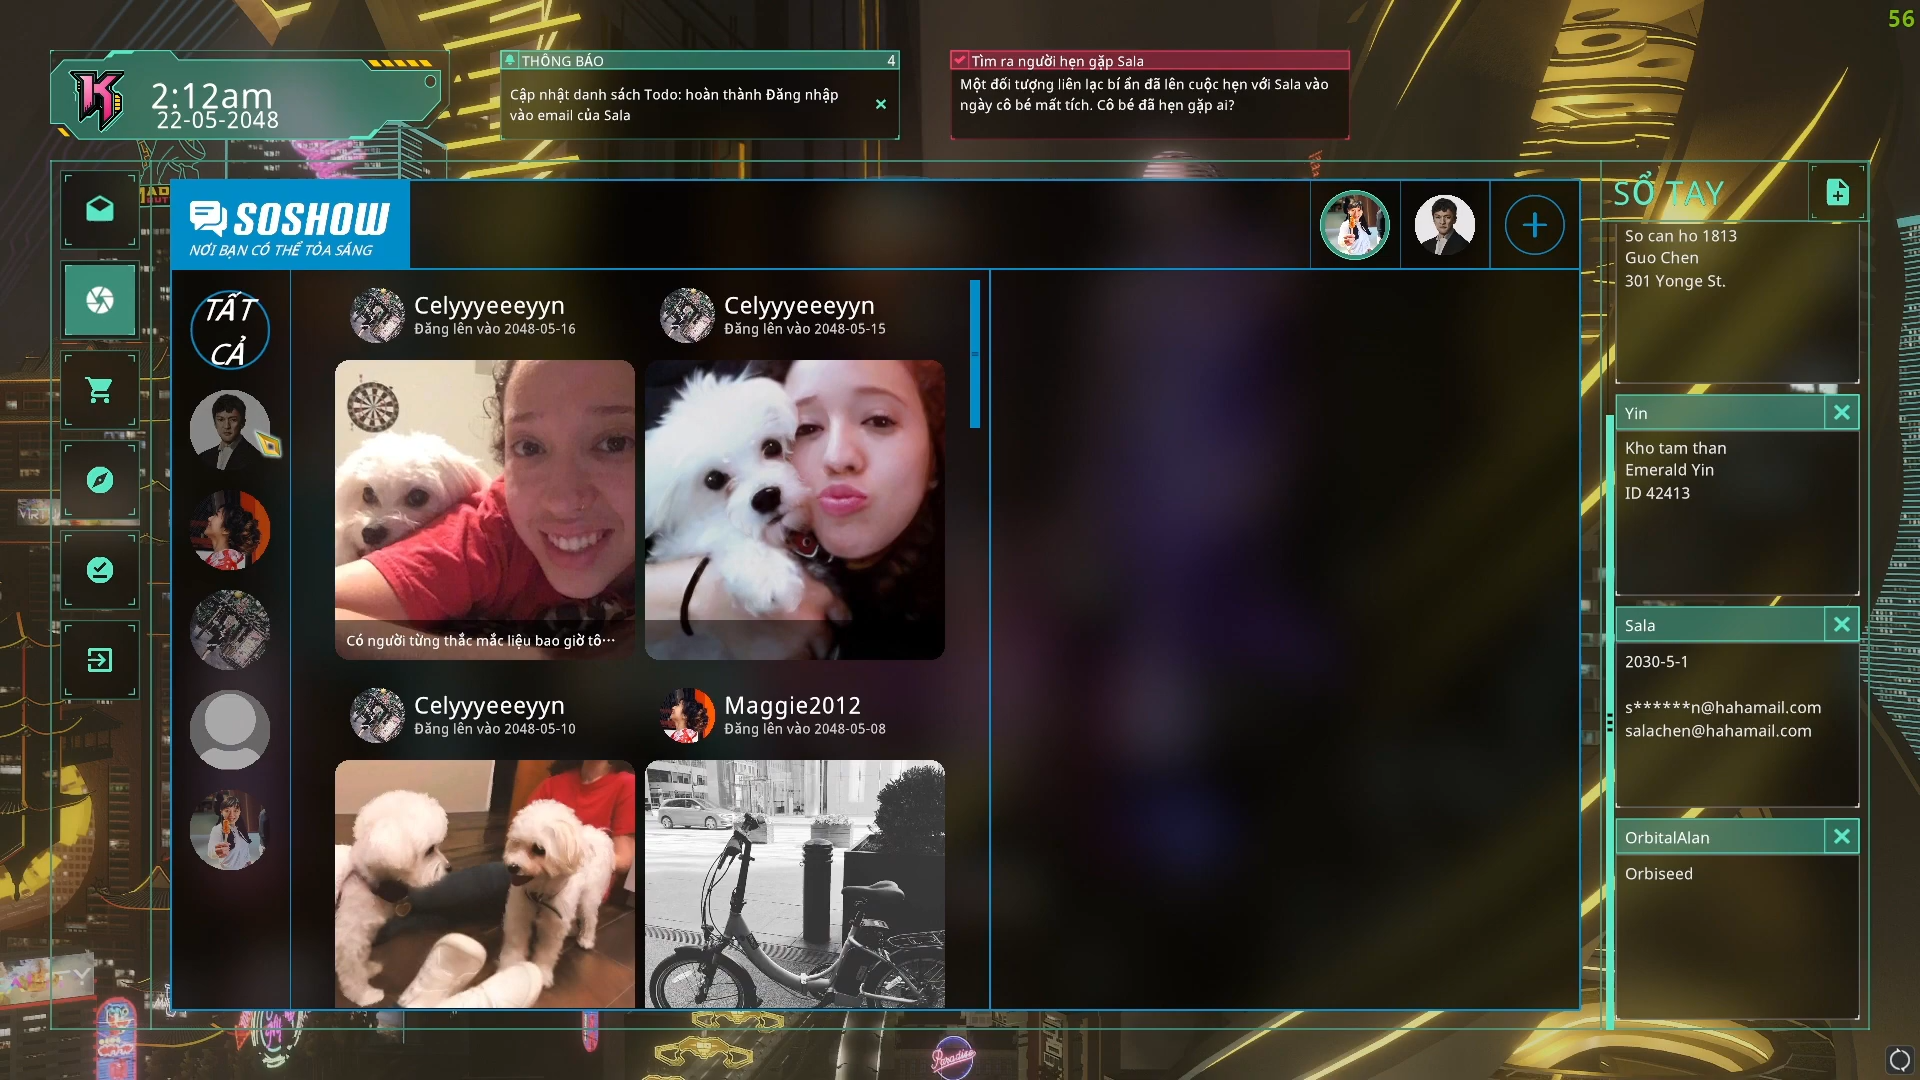 56
2:12am
22-05-2048
THÔNG BÁO
4
Cập nhật danh sách Todo: hoàn thành Đăng nhập
vào email của Sala
Tìm ra người hẹn gặp Sala
Một đối tượng liên lạc bí ẩn đã lên cuộc hẹn với Sala vào
ngày cô bé mất tích. Cô bé đã hẹn gặp ai?
SOSHOW
NƠI BẠN CÓ THỂ TỎA SÁNG
TẤT
CẢ
Celyyyeeeyyn
Đăng lên vào 2048-05-16
Celyyyeeeyyn
Đăng lên vào 2048-05-15
Có người từng thắc mắc liệu bao giờ tô···
Celyyyeeeyyn
Đăng lên vào 2048-05-10
Maggie2012
Đăng lên vào 2048-05-08
SỔ TAY
So can ho 1813
Guo Chen
301 Yonge St.
Yin
Kho tam than
Emerald Yin
ID 42413
Sala
2030-5-1
s******n@hahamail.com
salachen@hahamail.com
OrbitalAlan
Orbiseed
Paradise